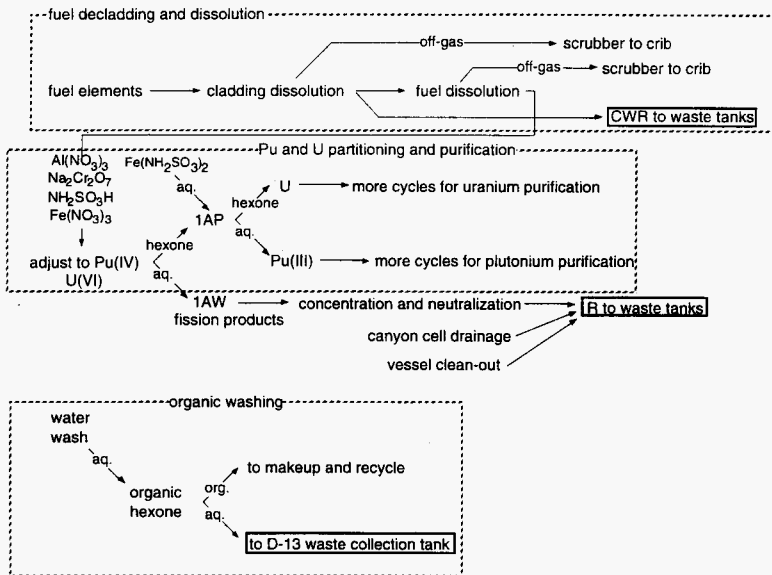 fuel decladding and dissolution
off-gas
scrubber to crib
off-gas
scrubber to crib
fuel elements
cladding dissolution
fuel dissolution
CWR to waste tanks
Pu and U partitioning and purification
Al(NO₃)₃
Na₂Cr₂O₇
NH₂SO₃H
Fe(NO₃)₃
Fe(NH₂SO₃)₂
aq.
U
more cycles for uranium purification
hexone
1AP
aq.
hexone
adjust to Pu(IV)
U(VI)
aq.
Pu(III)
more cycles for plutonium purification
1AW
fission products
concentration and neutralization
R to waste tanks
canyon cell drainage
vessel clean-out
organic washing
water
wash
aq.
to makeup and recycle
organic
hexone
org.
aq.
to D-13 waste collection tank